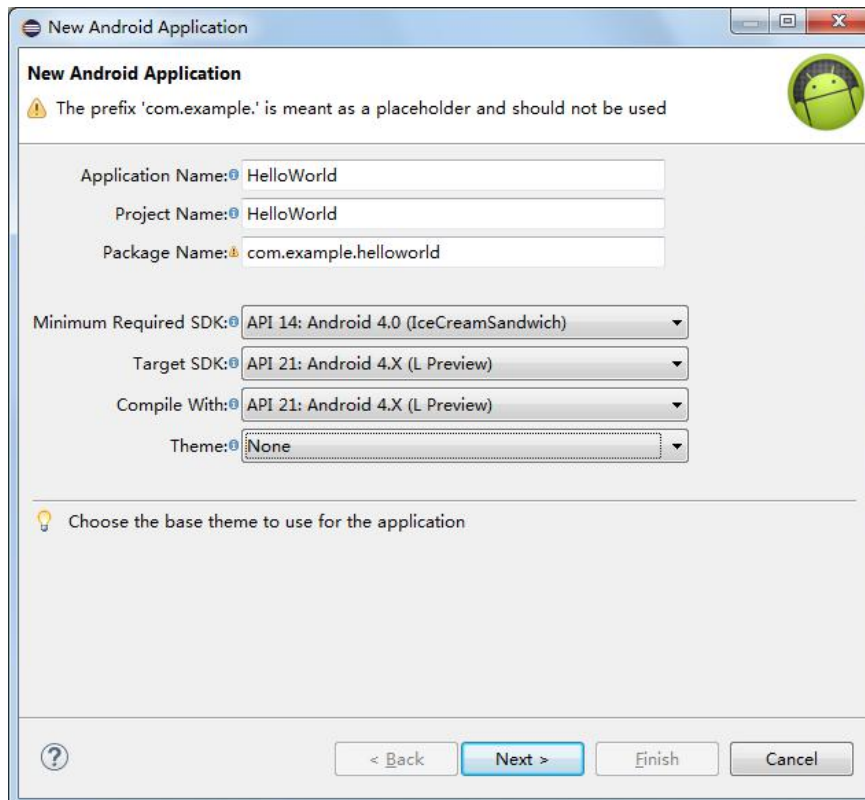 New Android Application
New Android Application
The prefix 'com.example.' is meant as a placeholder and should not be used
Application Name: HelloWorld
Project Name: HelloWorld
Package Name: com.example.helloworld
Minimum Required SDK: API 14: Android 4.0 (IceCreamSandwich)
Target SDK: API 21: Android 4.X (L Preview)
Compile With: API 21: Android 4.X (L Preview)
Theme: None
Choose the base theme to use for the application
? < Back Next > Finish Cancel